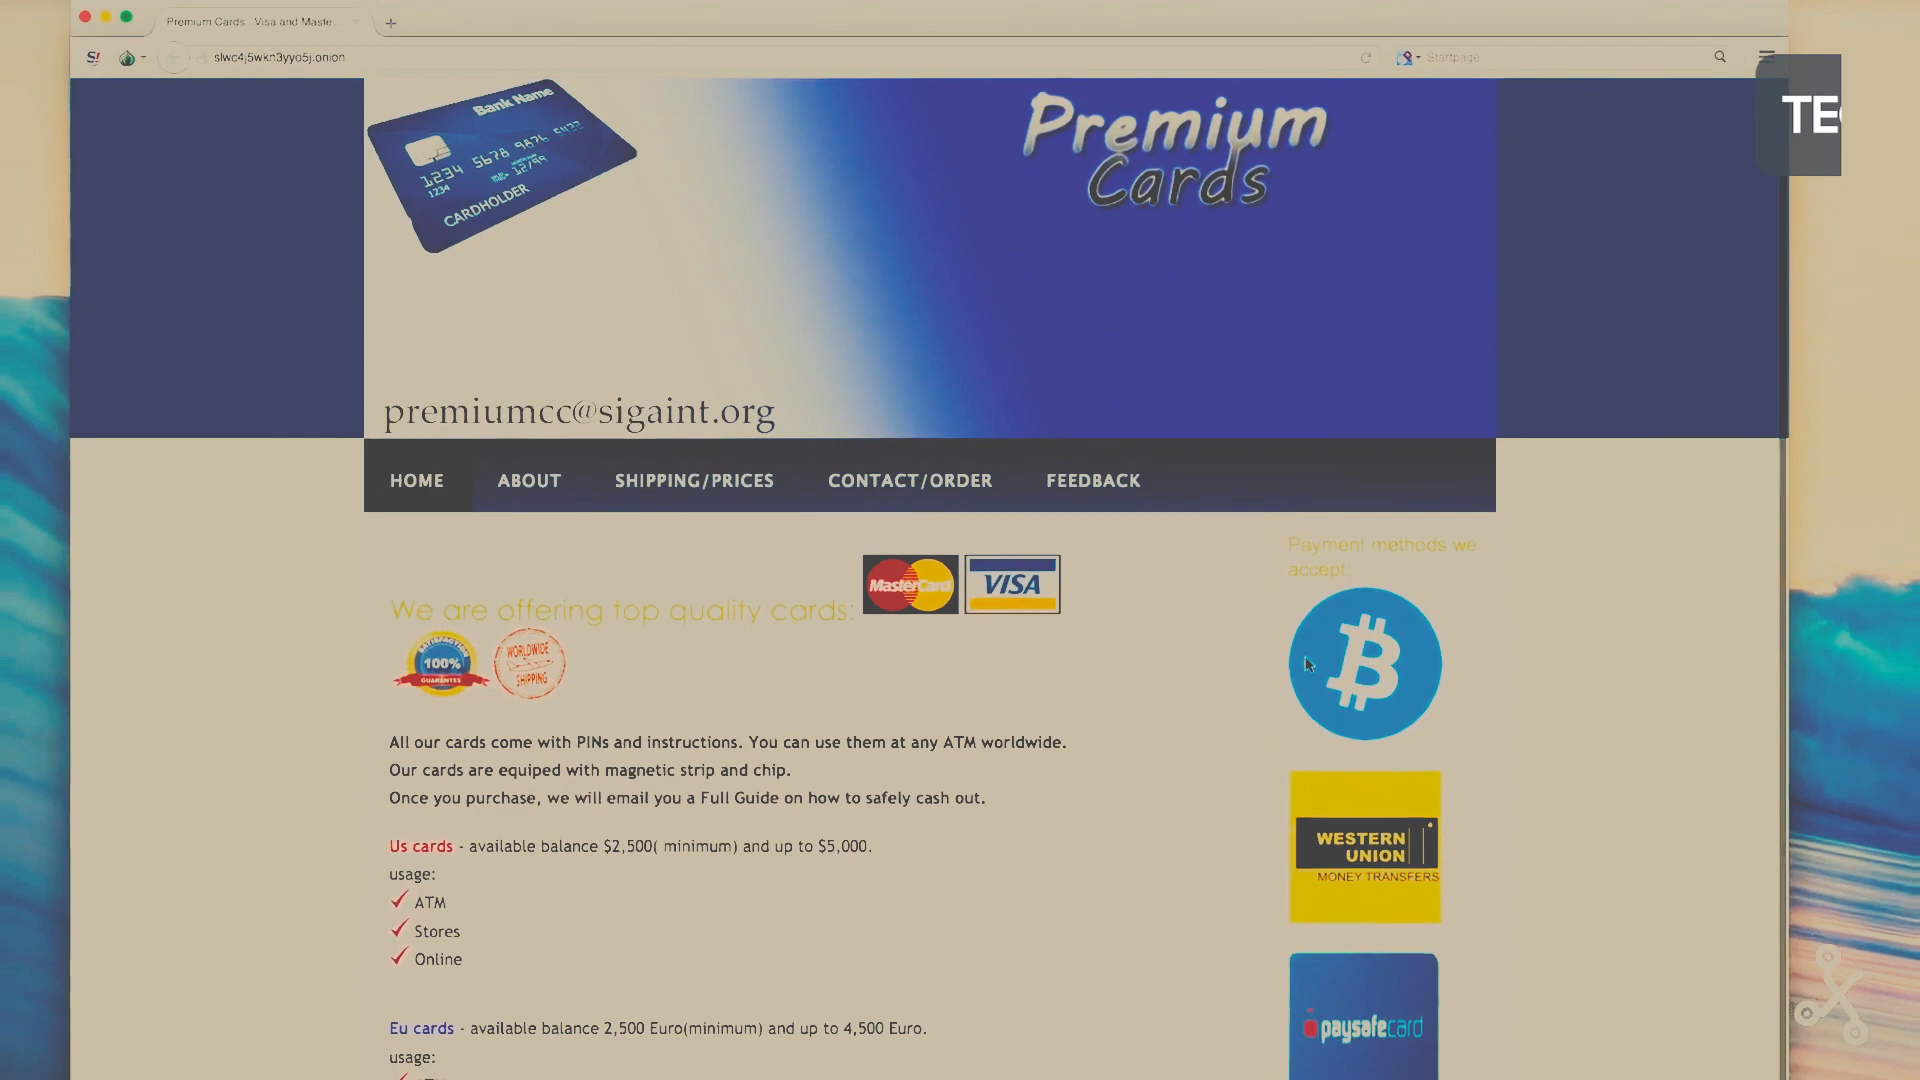 Premium Cards - Visa and Maste
slwc4j5wkn3yyo5j.onion
Startpage
TE
Bank Name
1234 5678 9876 5432
1234
12/99
CARDHOLDER
Premium
Cards
premiumcc@sigaint.org
HOME
ABOUT
SHIPPING/PRICES
CONTACT/ORDER
FEEDBACK
We are offering top quality cards:
MasterCard
VISA
SATISFACTION
100%
GUARANTEE
WORLDWIDE
SHIPPING
Payment methods we
accept:
WESTERN
UNION
MONEY TRANSFERS
paysafecard
All our cards come with PINs and instructions. You can use them at any ATM worldwide.
Our cards are equiped with magnetic strip and chip.
Once you purchase, we will email you a Full Guide on how to safely cash out.
Us cards - available balance $2,500( minimum) and up to $5,000.
usage:
ATM
Stores
Online
Eu cards - available balance 2,500 Euro(minimum) and up to 4,500 Euro.
usage: